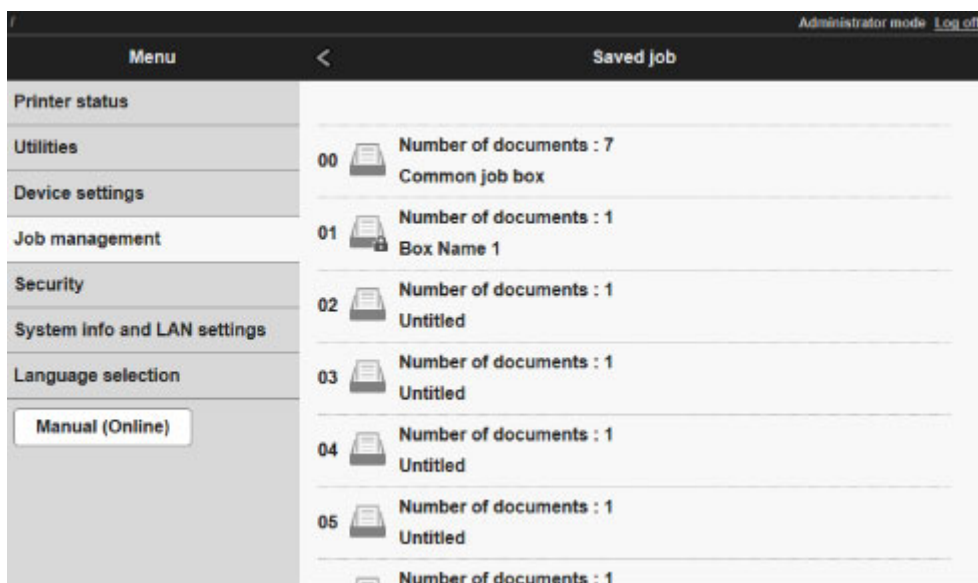 Administrator mode Log off
Menu
< Saved job
Printer status
Utilities
Device settings
Job management
Security
System info and LAN settings
Language selection
Manual (Online)
00
Number of documents : 7
Common job box
01
Number of documents : 1
Box Name 1
02
Number of documents : 1
Untitled
03
Number of documents : 1
Untitled
04
Number of documents : 1
Untitled
05
Number of documents : 1
Untitled
Number of documents : 1